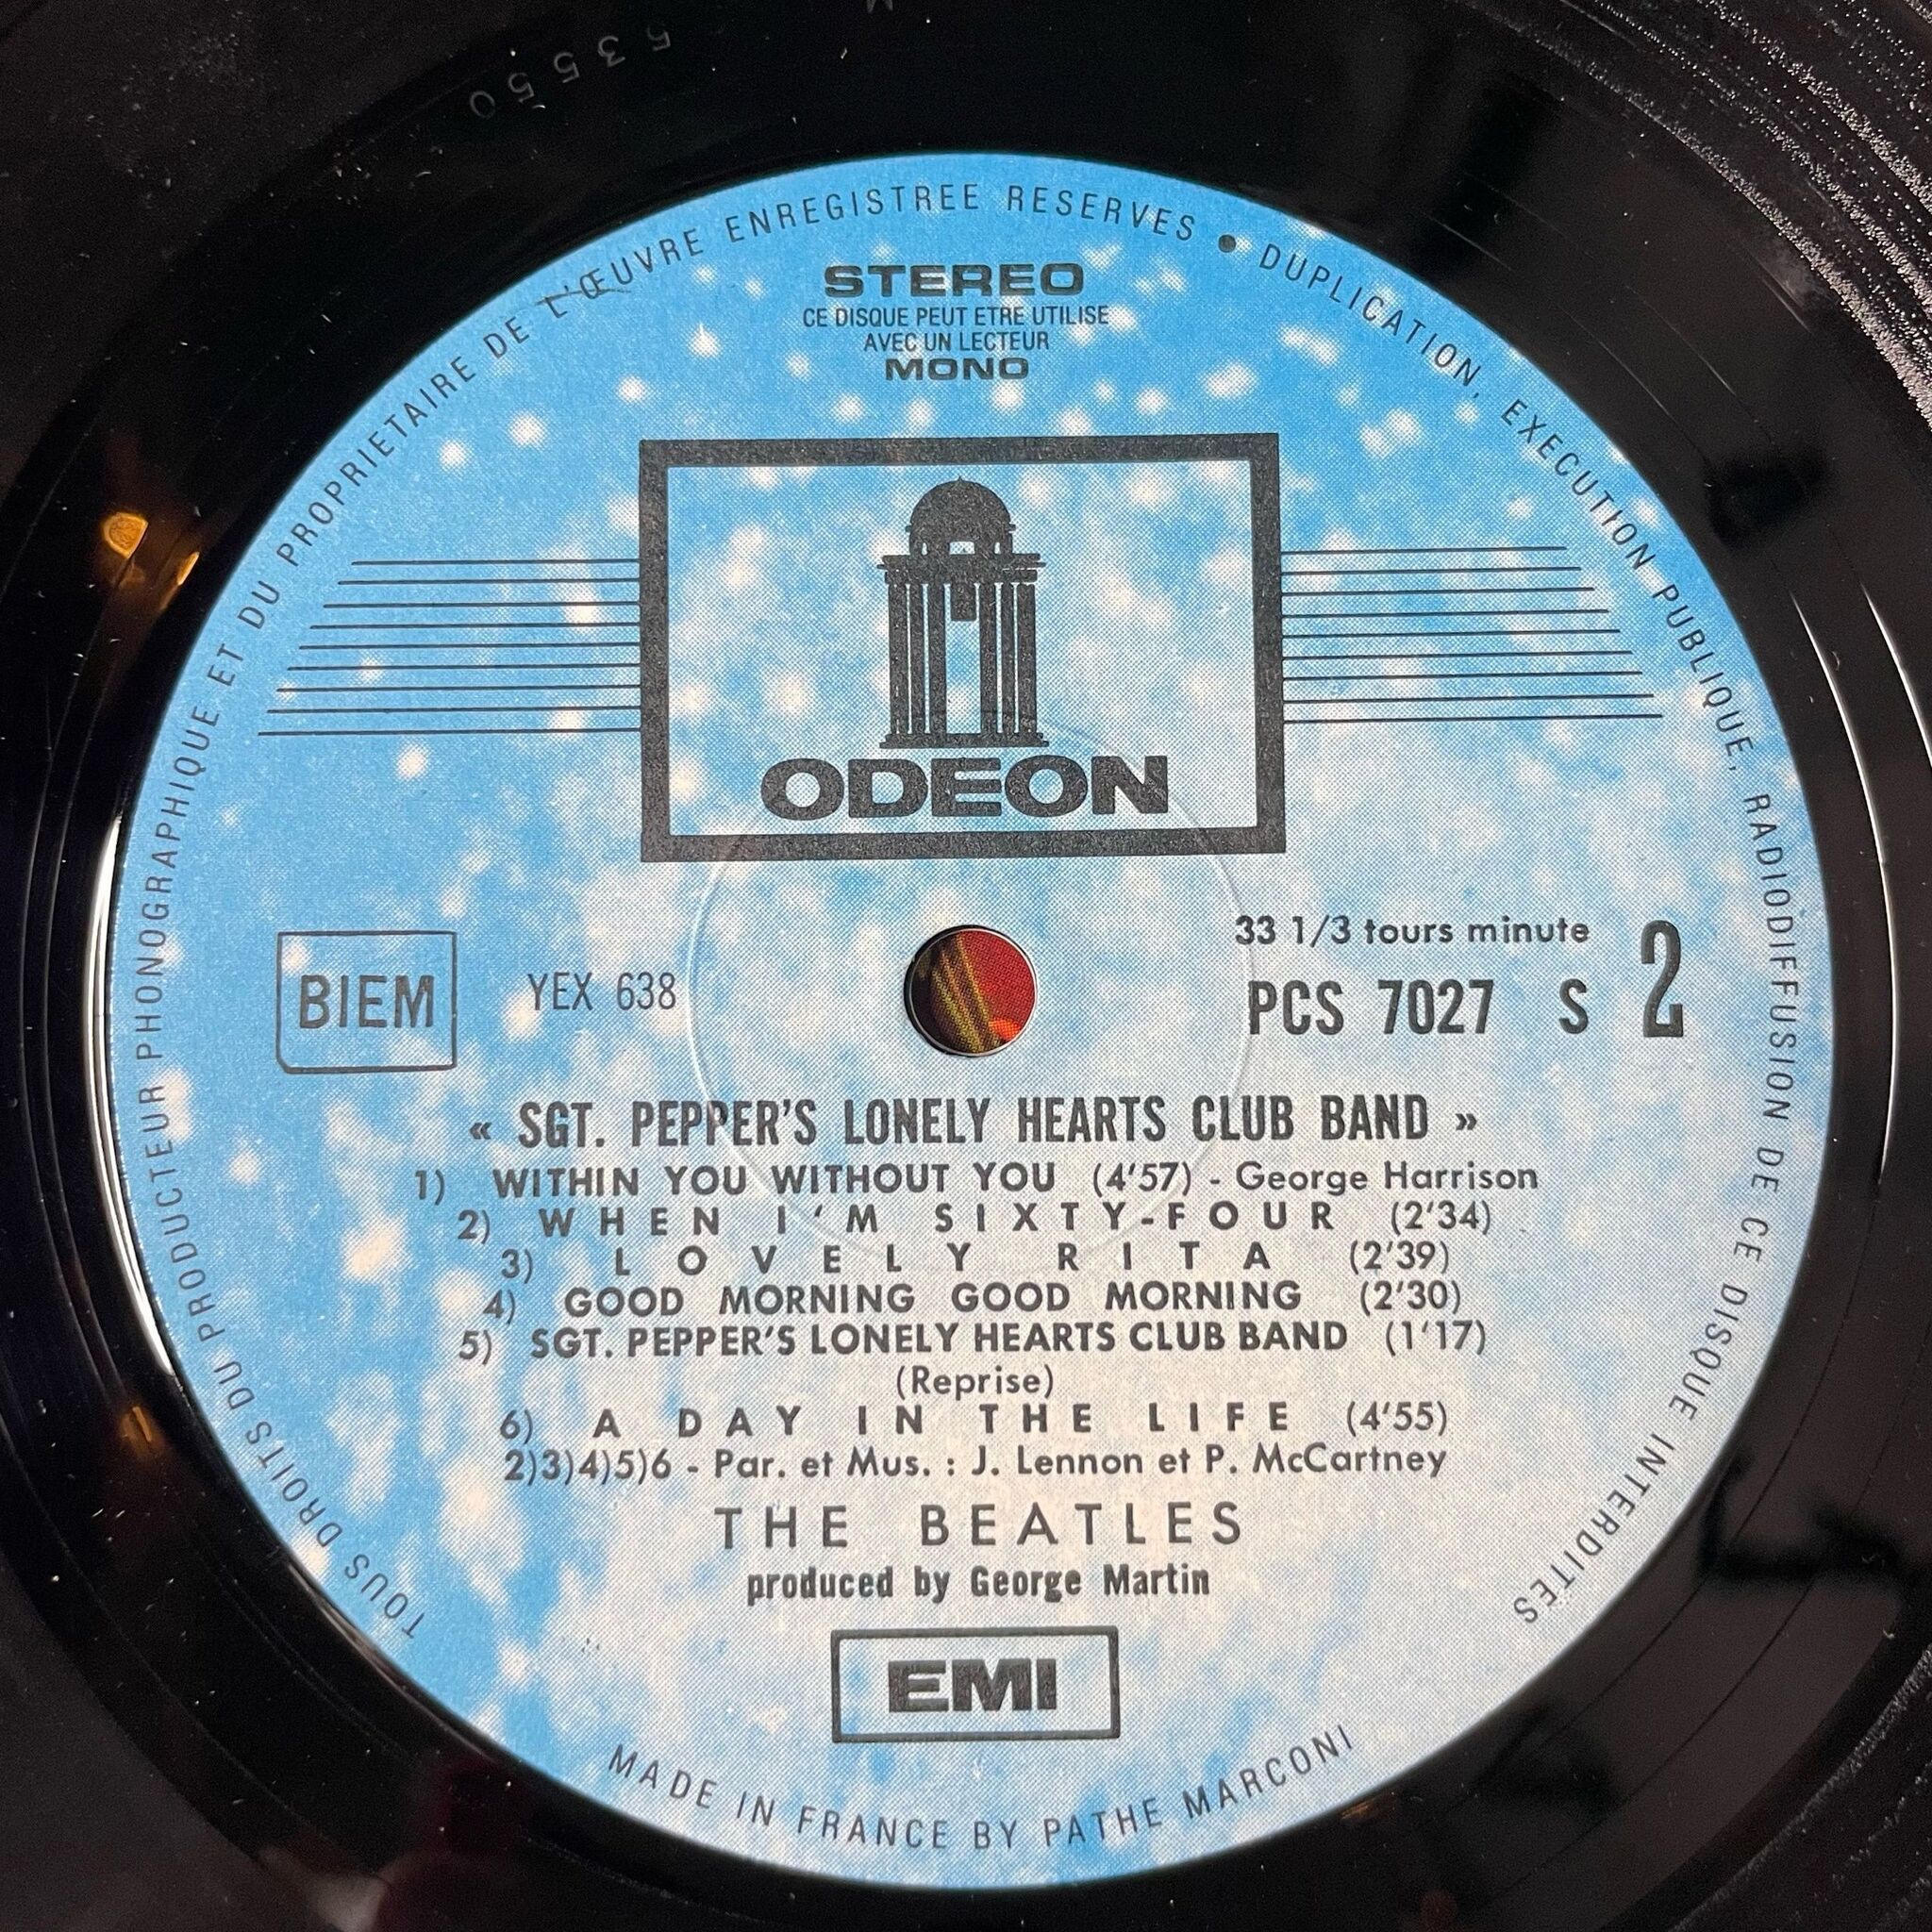 53550
TOUS DROITS DU PRODUCTEUR PHONOGRAPHIQUE ET DU PROPRIETAIRE DE L'ŒUVRE ENREGISTREE RESERVES • DUPLICATION, EXECUTION PUBLIQUE, RADIODIFFUSION DE CE DISQUE INTERDITES
STEREO
CE DISQUE PEUT ETRE UTILISE
AVEC UN LECTEUR
MONO
ODEON
BIEM
YEX 638
33 1/3 tours minute
PCS 7027 S 2
« SGT. PEPPER'S LONELY HEARTS CLUB BAND »
1) WITHIN YOU WITHOUT YOU (4'57) - George Harrison
2) WHEN I'M SIXTY-FOUR (2'34)
3) LOVELY RITA (2'39)
4) GOOD MORNING GOOD MORNING (2'30)
5) SGT. PEPPER'S LONELY HEARTS CLUB BAND (1'17)
(Reprise)
6) A DAY IN THE LIFE (4'55)
2)3)4)5)6 - Par. et Mus. : J. Lennon et P. McCartney
THE BEATLES
produced by George Martin
EMI
MADE IN FRANCE BY PATHE MARCONI